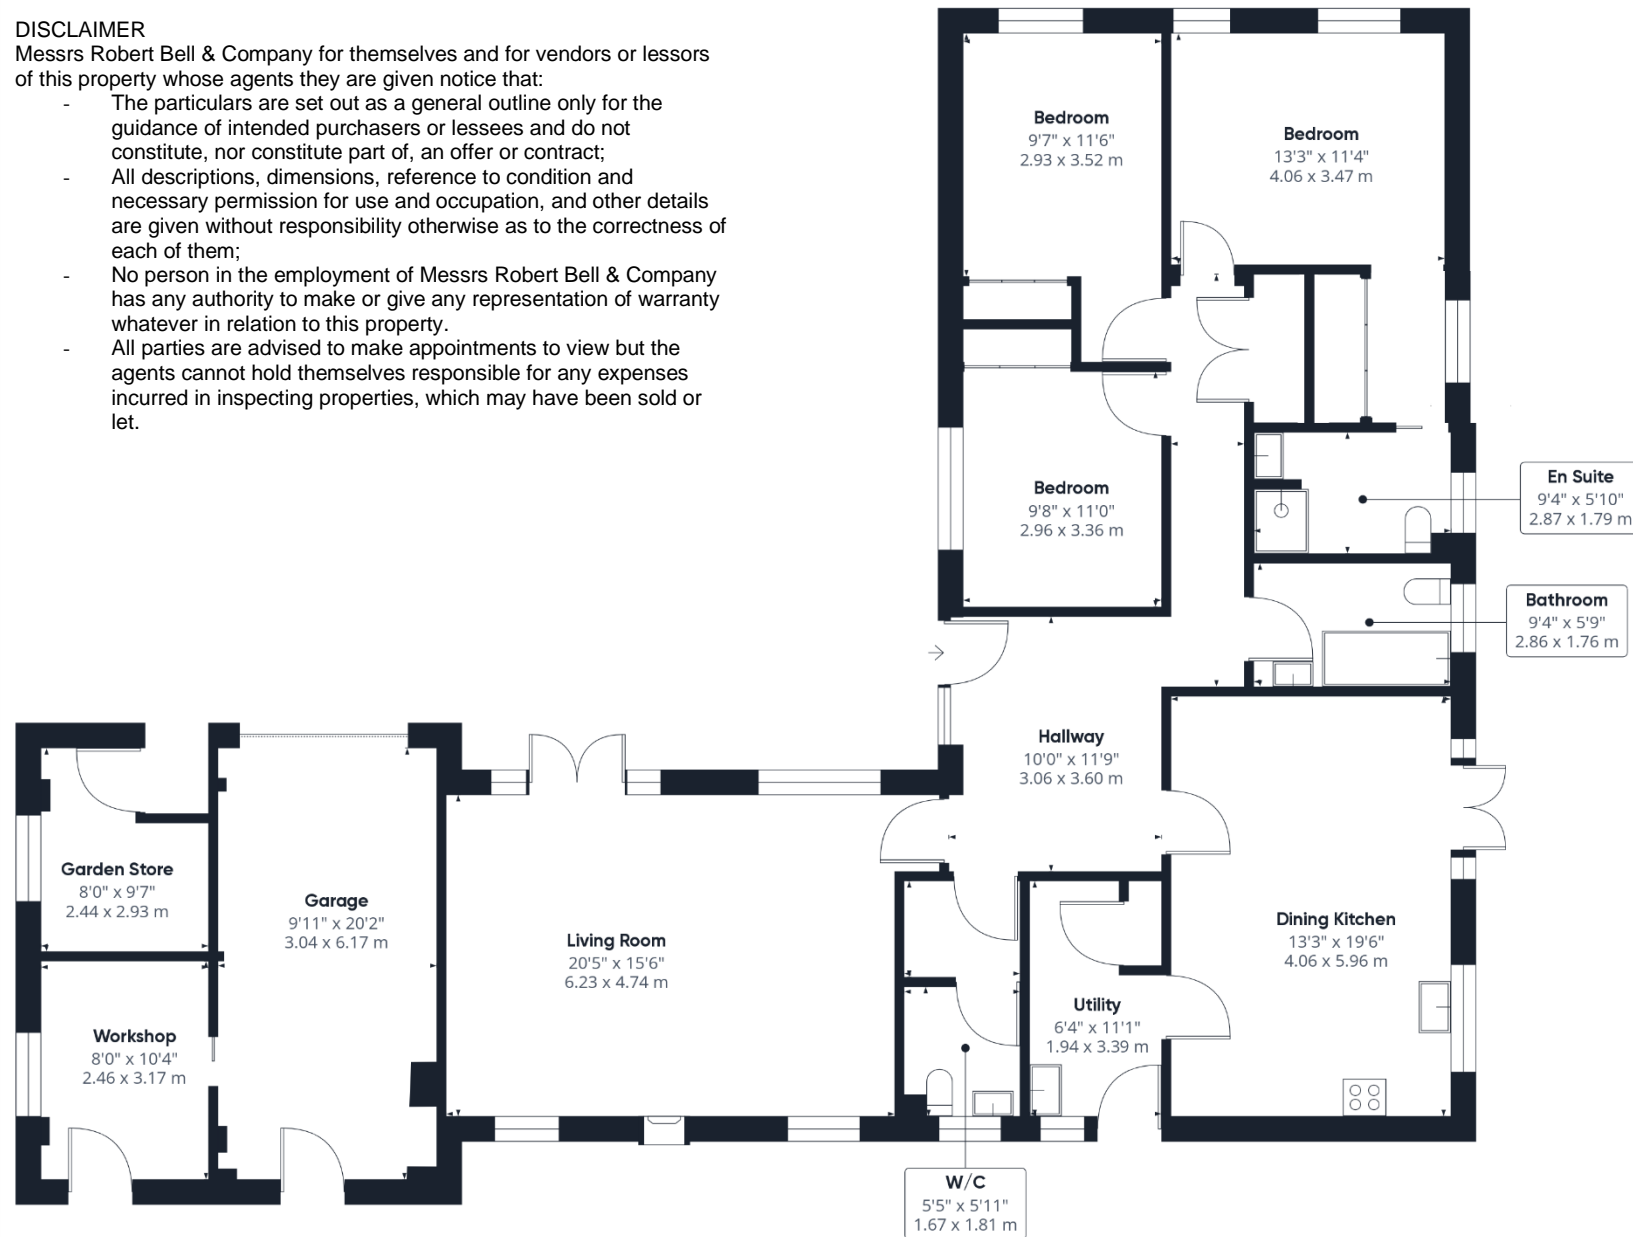 DISCLAIMER
Messrs Robert Bell & Company for themselves and for vendors or lessors
of this property whose agents they are given notice that:
- The particulars are set out as a general outline only for the
guidance of intended purchasers or lessees and do not
constitute, nor constitute part of, an offer or contract;
- All descriptions, dimensions, reference to condition and
necessary permission for use and occupation, and other details
are given without responsibility otherwise as to the correctness of
each of them;
- No person in the employment of Messrs Robert Bell & Company
has any authority to make or give any representation of warranty
whatever in relation to this property.
- All parties are advised to make appointments to view but the
agents cannot hold themselves responsible for any expenses
incurred in inspecting properties, which may have been sold or
let.
Bedroom
9'7" x 11'6"
2.93 x 3.52 m
Bedroom
13'3" x 11'4"
4.06 x 3.47 m
Bedroom
9'8" x 11'0"
2.96 x 3.36 m
En Suite
9'4" x 5'10"
2.87 x 1.79 m
Bathroom
9'4" x 5'9"
2.86 x 1.76 m
Hallway
10'0" x 11'9"
3.06 x 3.60 m
Garden Store
8'0" x 9'7"
2.44 x 2.93 m
Garage
9'11" x 20'2"
3.04 x 6.17 m
Living Room
20'5" x 15'6"
6.23 x 4.74 m
Dining Kitchen
13'3" x 19'6"
4.06 x 5.96 m
Workshop
8'0" x 10'4"
2.46 x 3.17 m
Utility
6'4" x 11'1"
1.94 x 3.39 m
W/C
5'5" x 5'11"
1.67 x 1.81 m